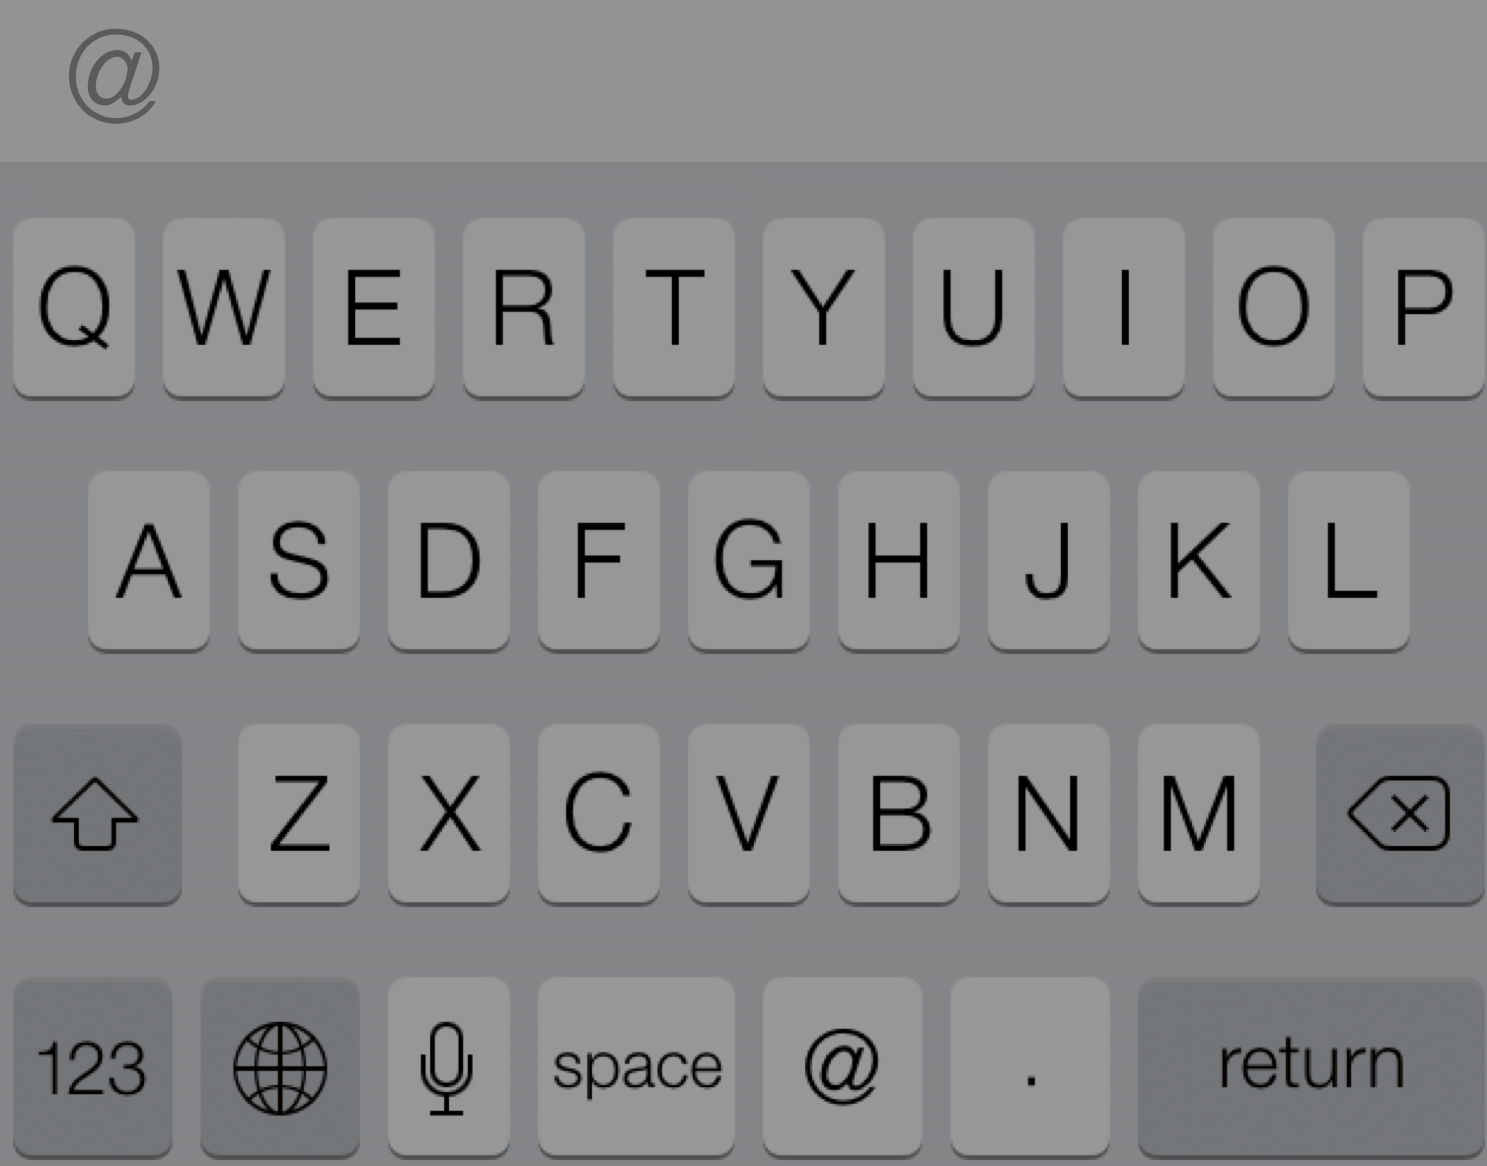 @
Q W E R T Y U I O P
A S D F G H J K L
Z X C V B N M
123 space @ . return